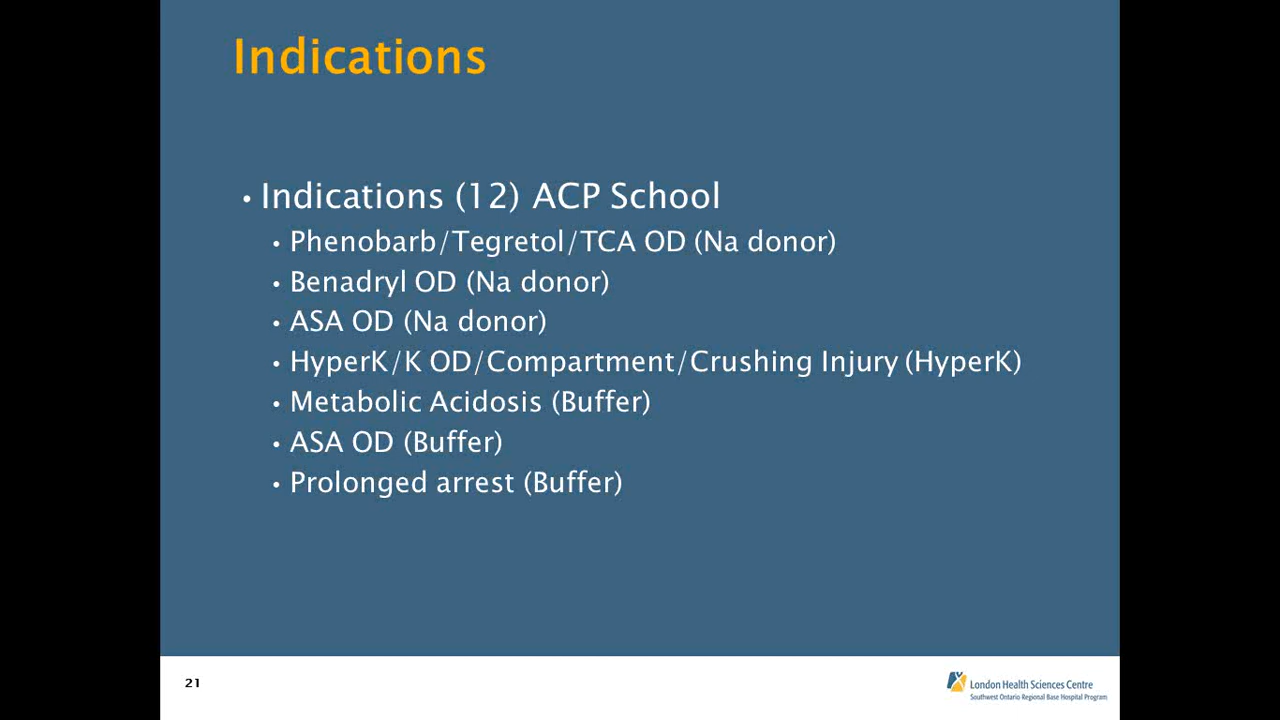 Indications
• Indications (12) ACP School
• Phenobarb/Tegretol/TCA OD (Na donor)
• Benadryl OD (Na donor)
• ASA OD (Na donor)
• HyperK/K OD/Compartment/Crushing Injury (HyperK)
• Metabolic Acidosis (Buffer)
• ASA OD (Buffer)
• Prolonged arrest (Buffer)
21
London Health Sciences Centre
Southwest Ontario Regional Base Hospital Program